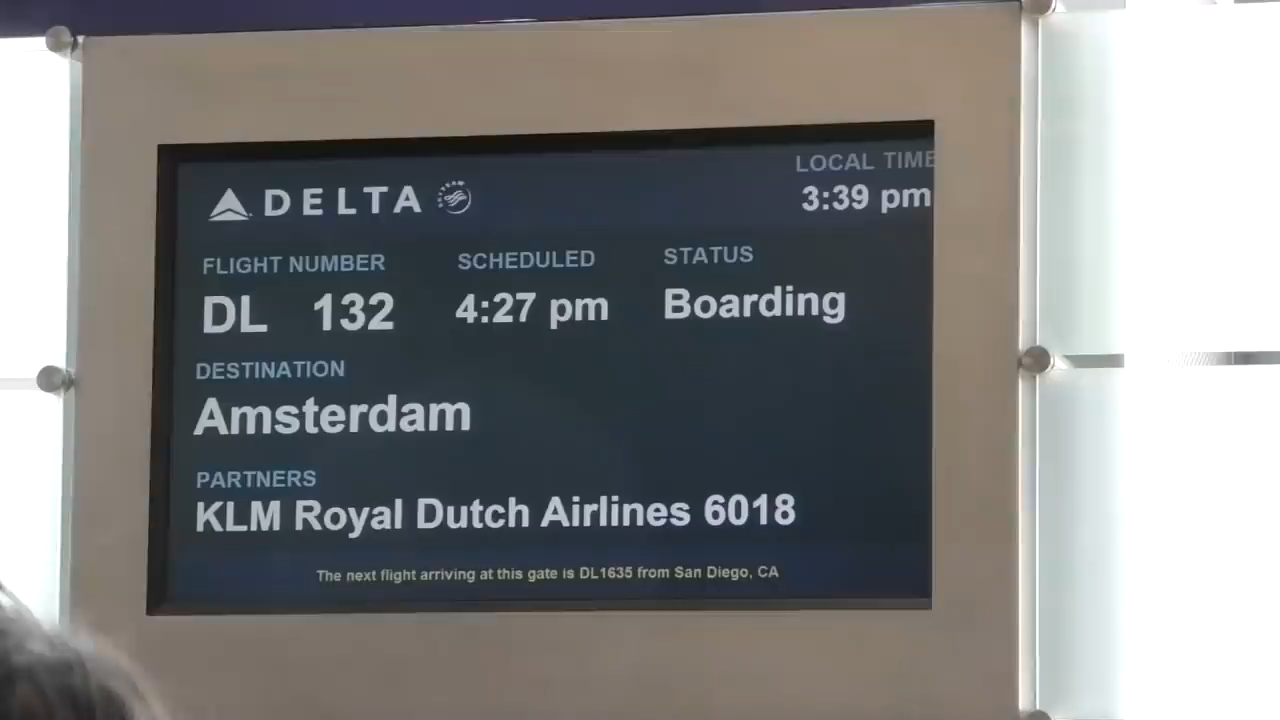 DELTA
LOCAL TIME
3:39 pm
FLIGHT NUMBER SCHEDULED STATUS
DL 132 4:27 pm Boarding
DESTINATION
Amsterdam
PARTNERS
KLM Royal Dutch Airlines 6018
The next flight arriving at this gate is DL1635 from San Diego, CA